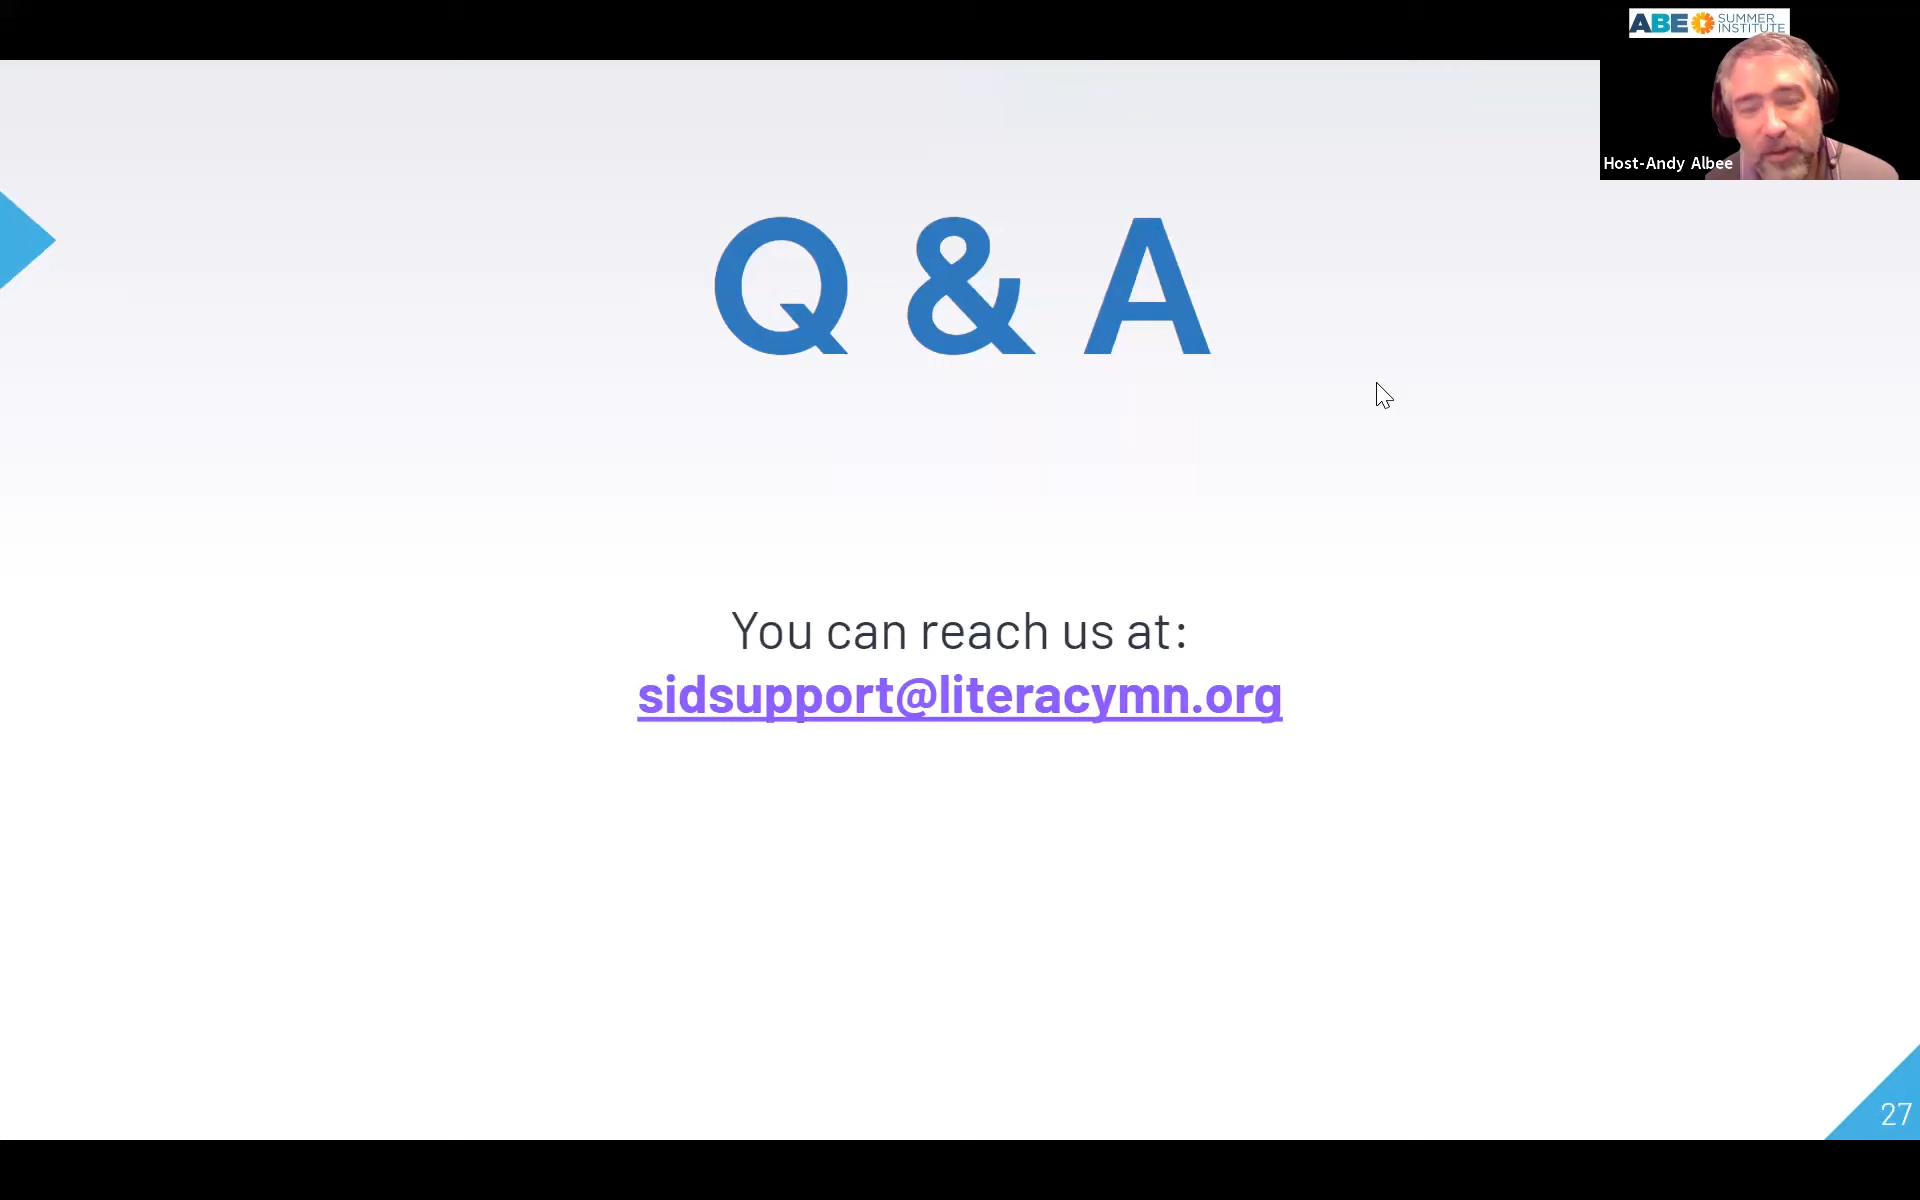 ABE SUMMER
INSTITUTE
Host-Andy Albee
Q & A
You can reach us at:
sidsupport@literacymn.org
27